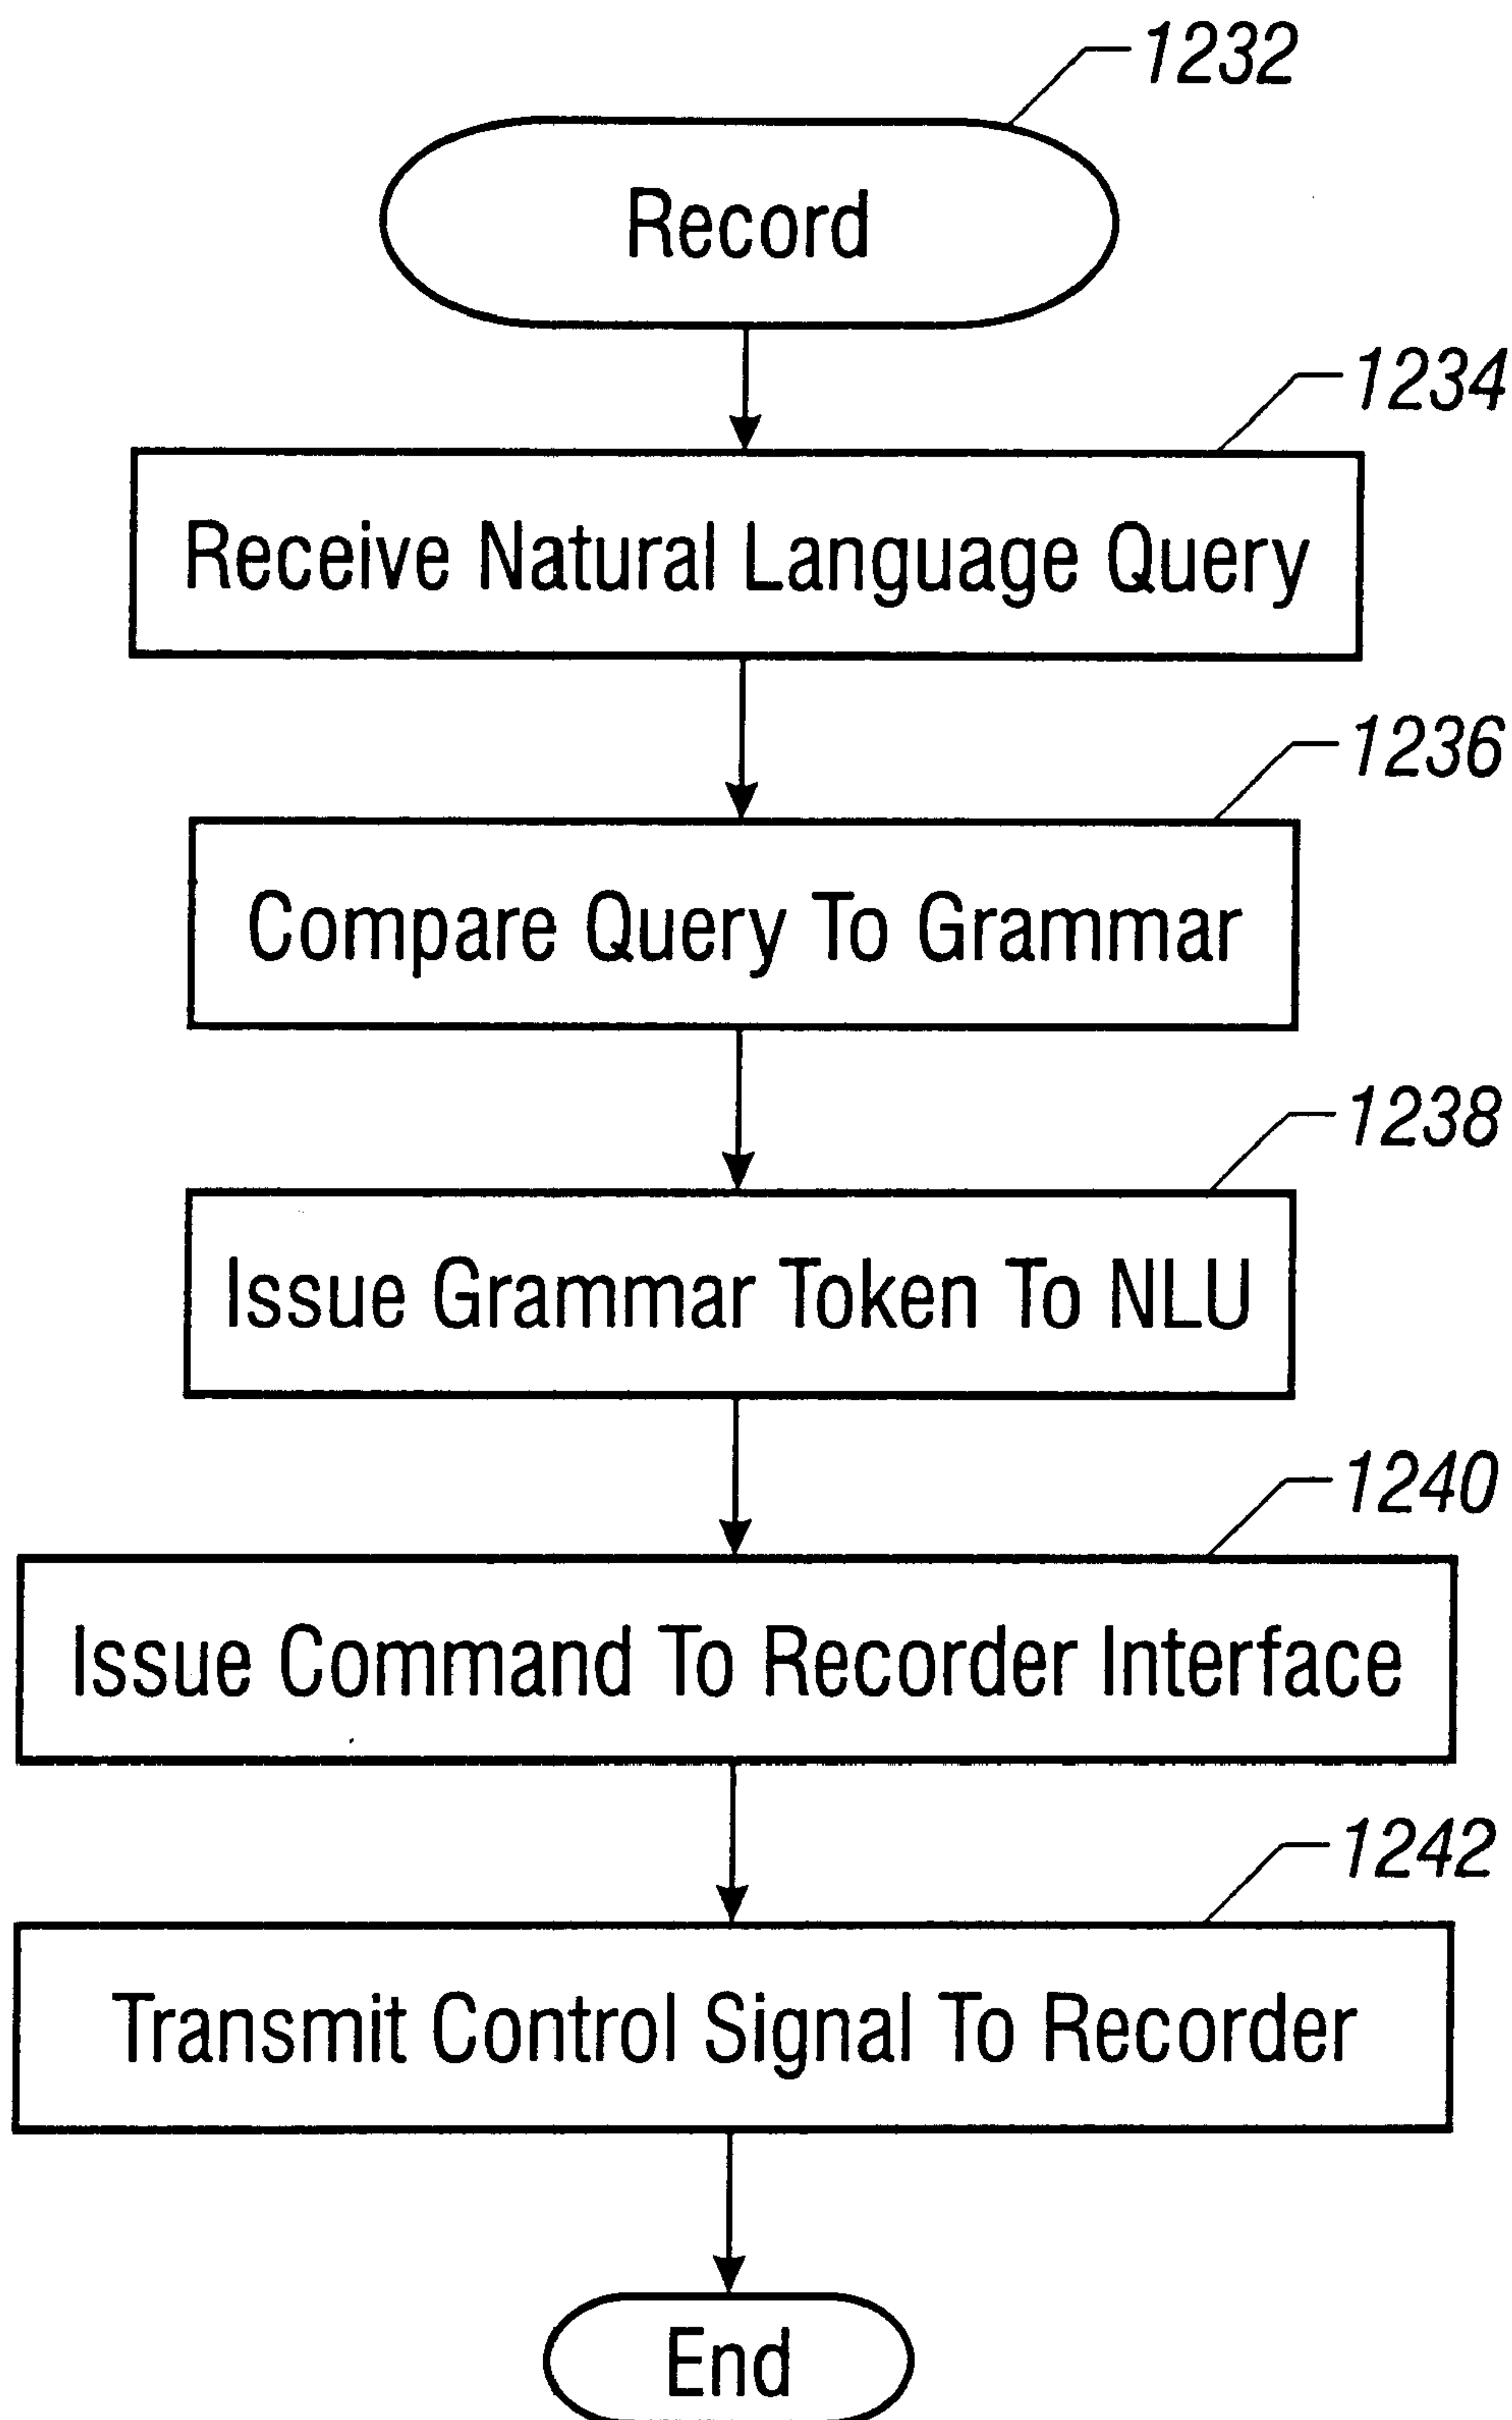 1232
Record
1234
Receive Natural Language Query
1236
Compare Query To Grammar
1238
Issue Grammar Token To NLU
1240
Issue Command To Recorder Interface
1242
Transmit Control Signal To Recorder
End